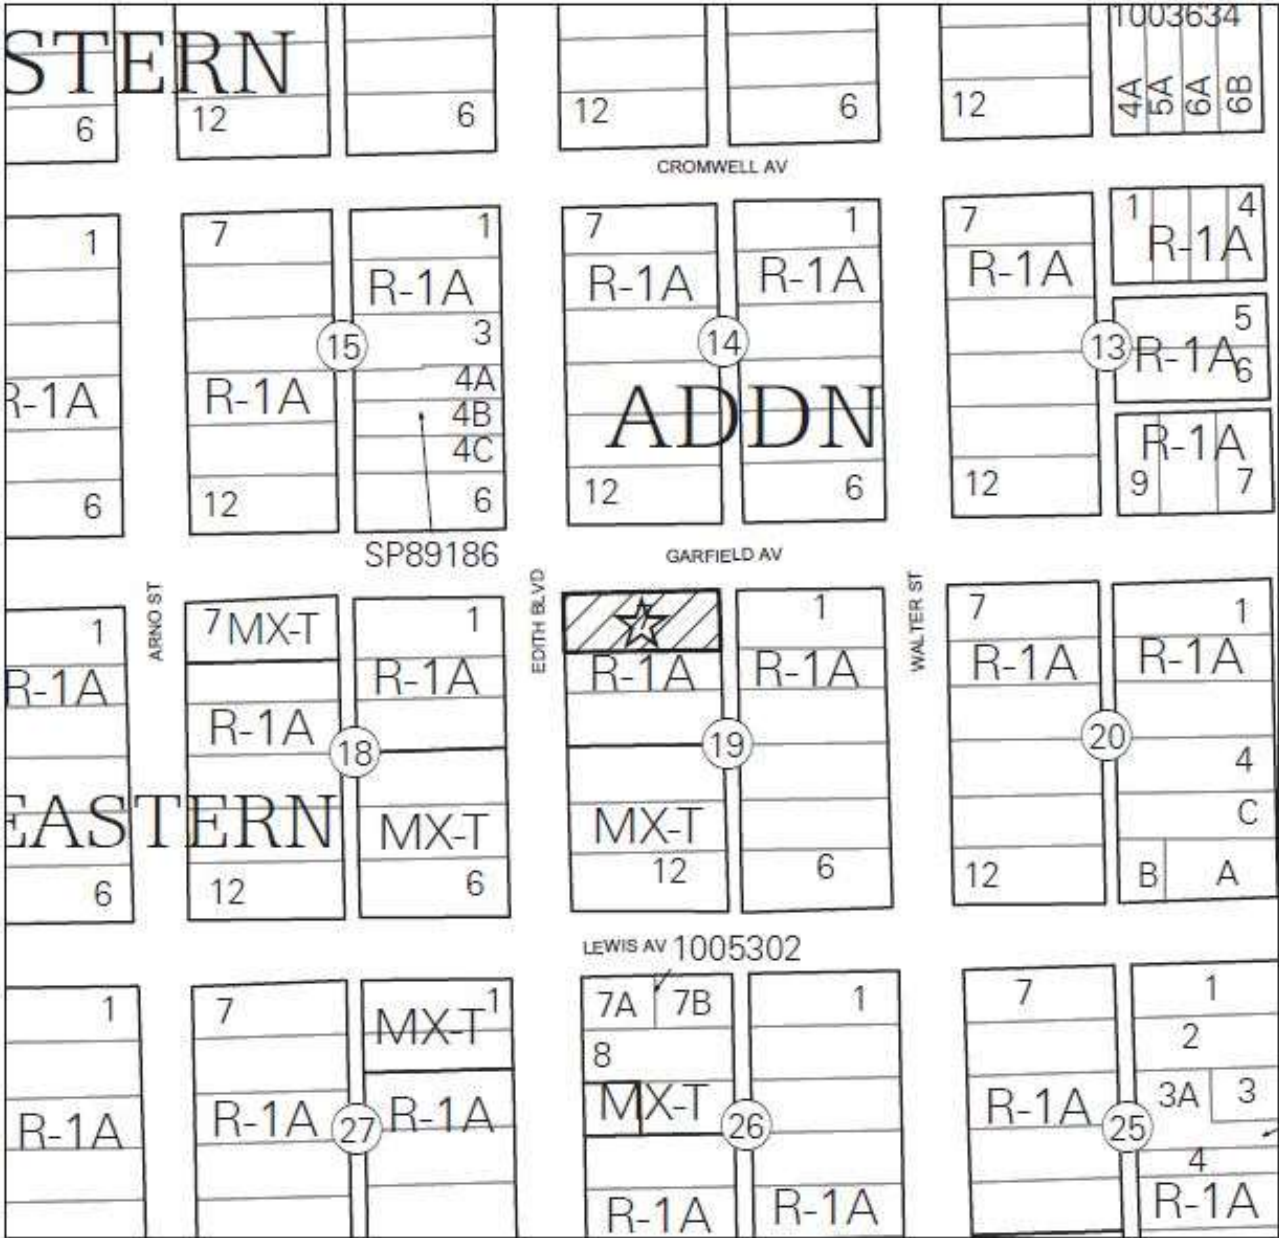 STERN
1003634
6
12
6
12
6
12
4A
5A
6A
6B
CROMWELL AV
1
7
1
7
1
7
1
4
R-1A
R-1A
R-1A
R-1A
R-1A
3
15
14
13
5
R-1A
6
R-1A
R-1A
4A
4B
4C
ADDN
R-1A
6
12
6
12
6
12
9
7
SP89186
GARFIELD AV
ARNO ST
EDITH BLVD
WALTER ST
1
7 MX-T
1
7
1
7
1
R-1A
R-1A
R-1A
R-1A
R-1A
R-1A
R-1A
18
19
20
4
C
EASTERN
MX-T
MX-T
6
12
6
12
6
12
B
A
LEWIS AV
1005302
1
7
MX-T
1
7A
7B
1
7
1
8
2
MX-T
3A
3
R-1A
R-1A
27
R-1A
26
R-1A
25
4
R-1A
R-1A
R-1A